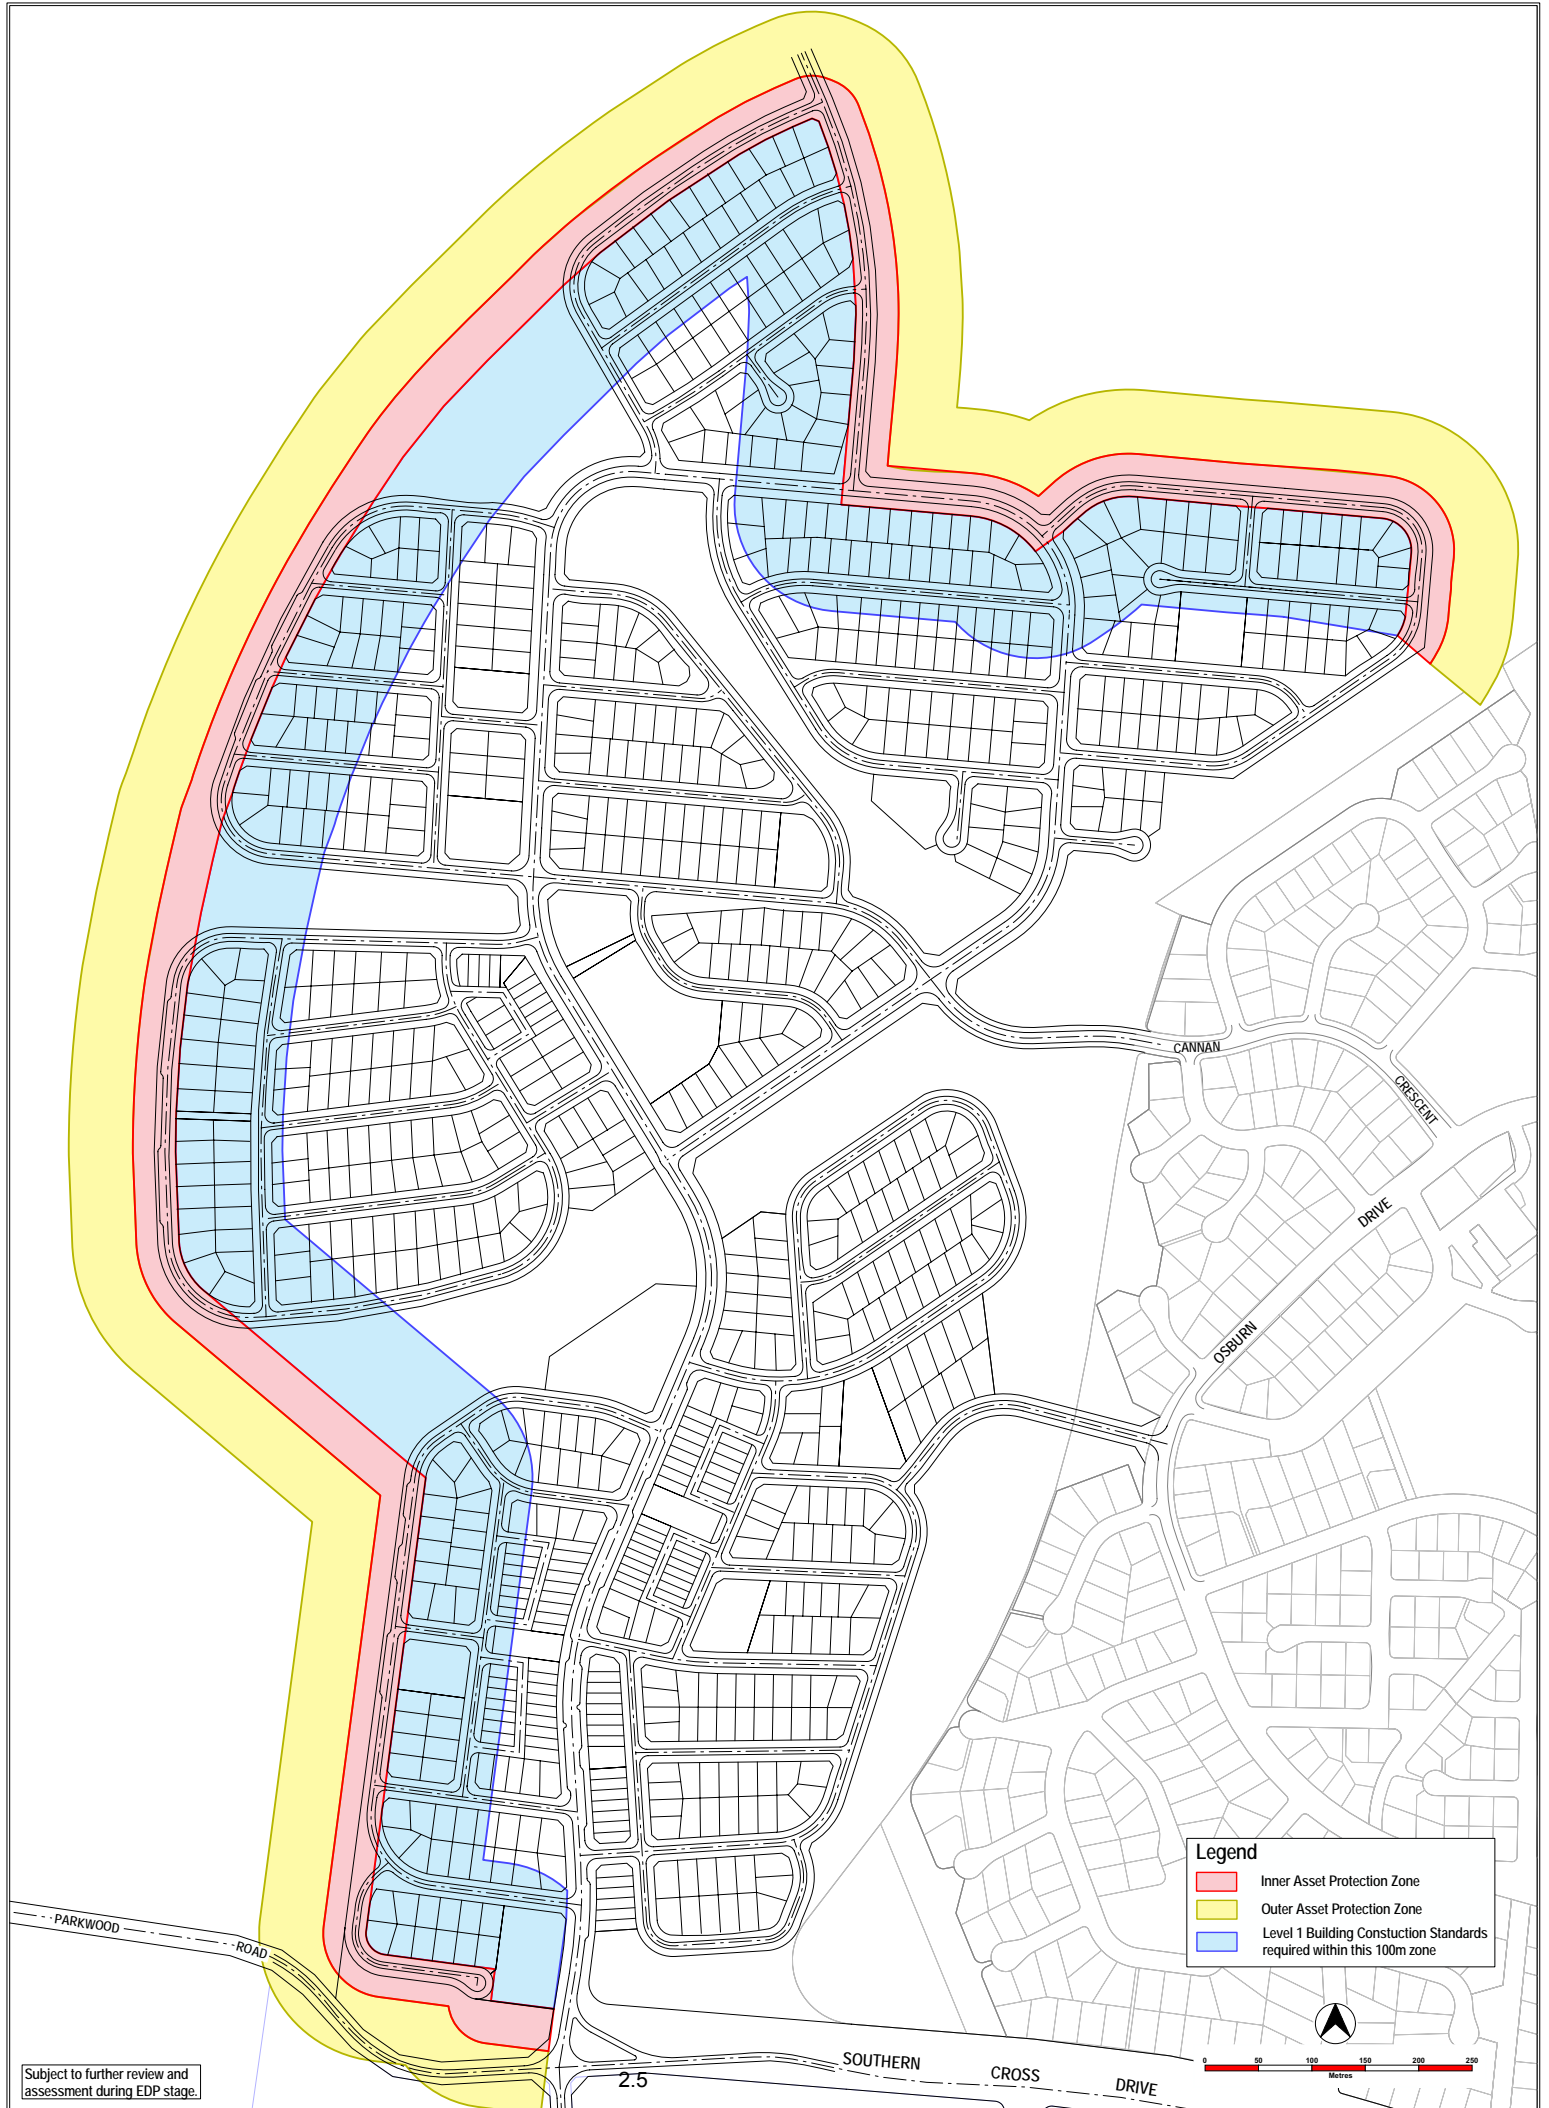 CANNAN
CRESCENT
DRIVE
OSBURN
Legend
Inner Asset Protection Zone
Outer Asset Protection Zone
Level 1 Building Constuction Standards
required within this 100m zone
PARKWOOD
ROAD
0 50 100 150 200 250
Metres
SOUTHERN CROSS DRIVE
2.5
Subject to further review and
assessment during EDP stage.